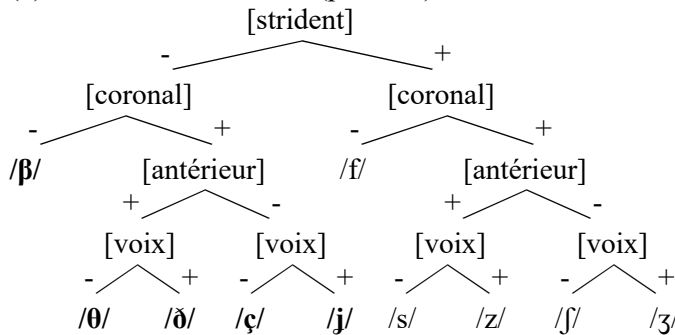 [strident]
- +
[coronal] [coronal]
- + - +
/β/ [antérieur] /f/ [antérieur]
+ - + -
[voix] [voix] [voix] [voix]
- + - + - + - +
/θ/ /ð/ /ç/ /ʝ/ /s/ /z/ /ʃ/ /ʒ/